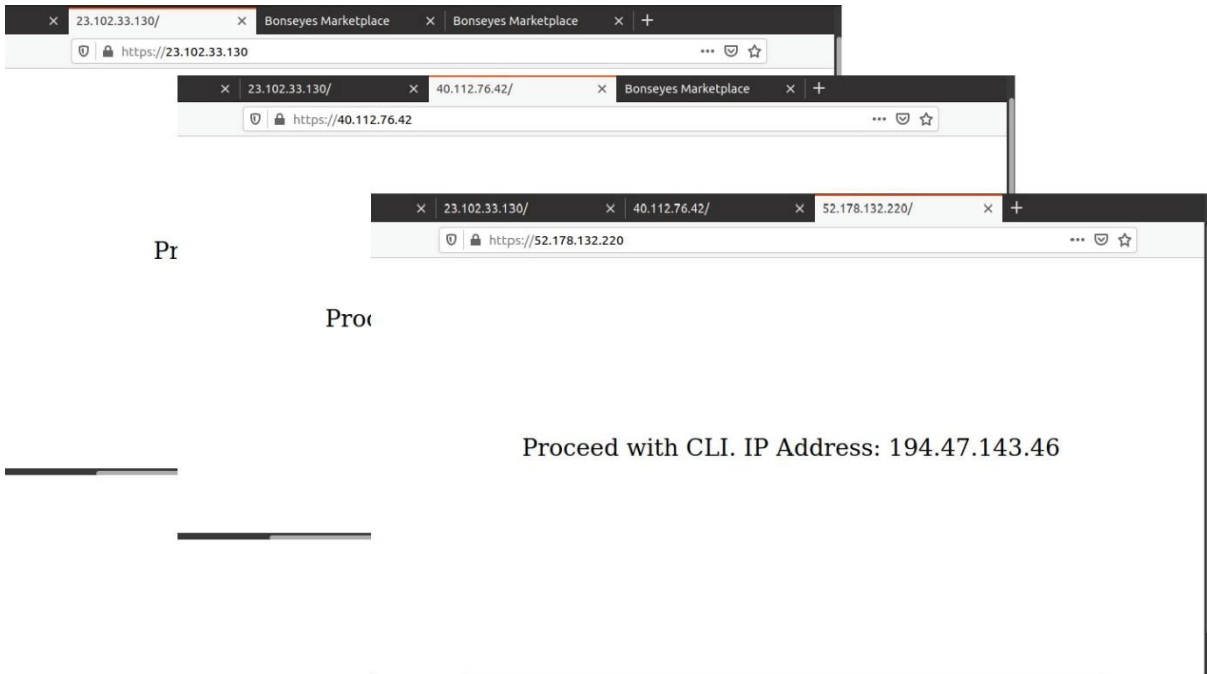 23.102.33.130/ Bonseyes Marketplace Bonseyes Marketplace
https://23.102.33.130
23.102.33.130/ 40.112.76.42/ Bonseyes Marketplace
https://40.112.76.42
23.102.33.130/ 40.112.76.42/ 52.178.132.220/
https://52.178.132.220
Pr
Proc
Proceed with CLI. IP Address: 194.47.143.46